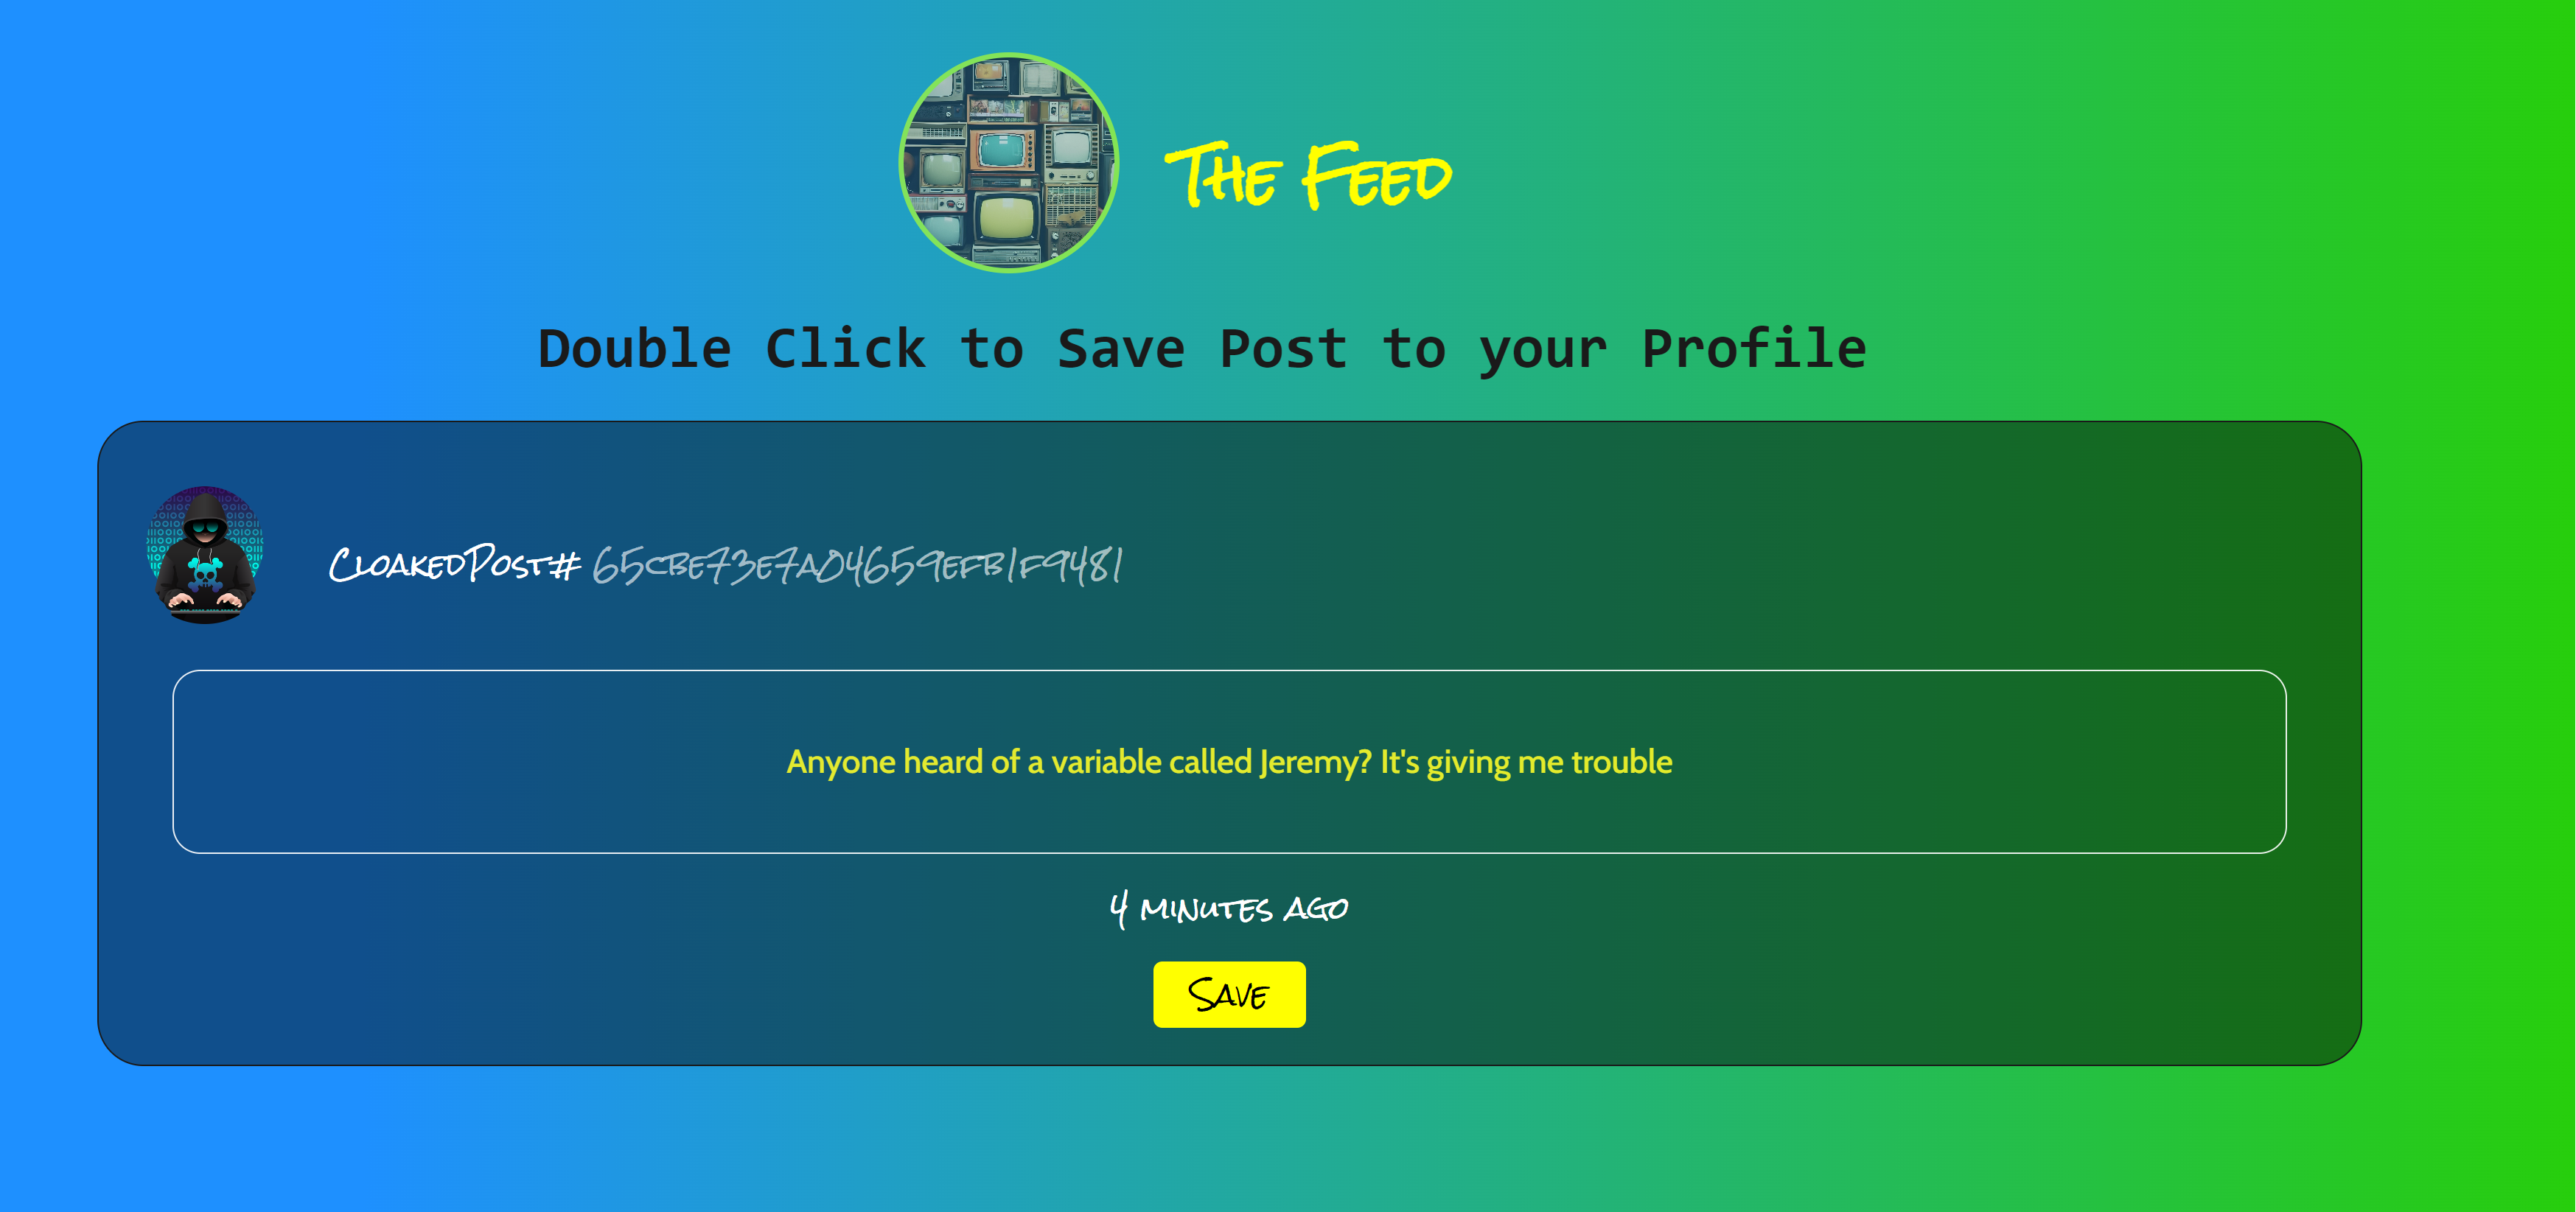 The Feed
Double Click to Save Post to your Profile
CloakedPost# 65cbe73e7a04659efb1f9481
Anyone heard of a variable called Jeremy? It's giving me trouble
4 minutes ago
Save